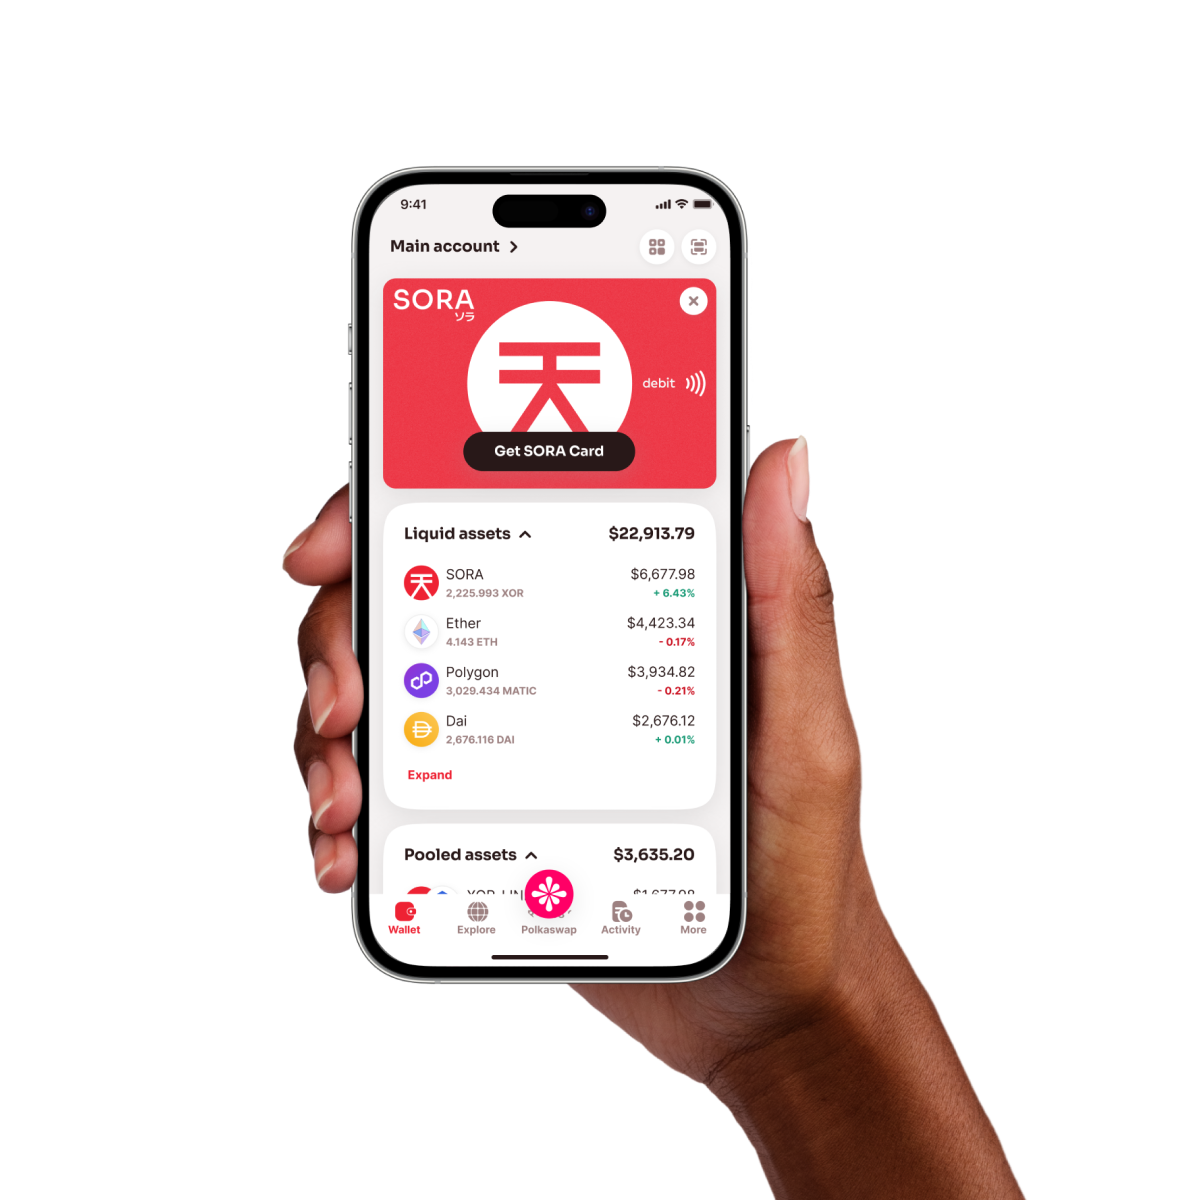 9:41
Main account
SORA
ソラ
天
debit
Get SORA Card
Liquid assets $22,913.79
SORA $6,677.98
2,225.993 XOR + 6.43%
Ether $4,423.34
4.143 ETH - 0.17%
Polygon $3,934.82
3,029.434 MATIC - 0.21%
Dai $2,676.12
2,676.116 DAI + 0.01%
Expand
Pooled assets $3,635.20
Wallet Explore Polkaswap Activity More